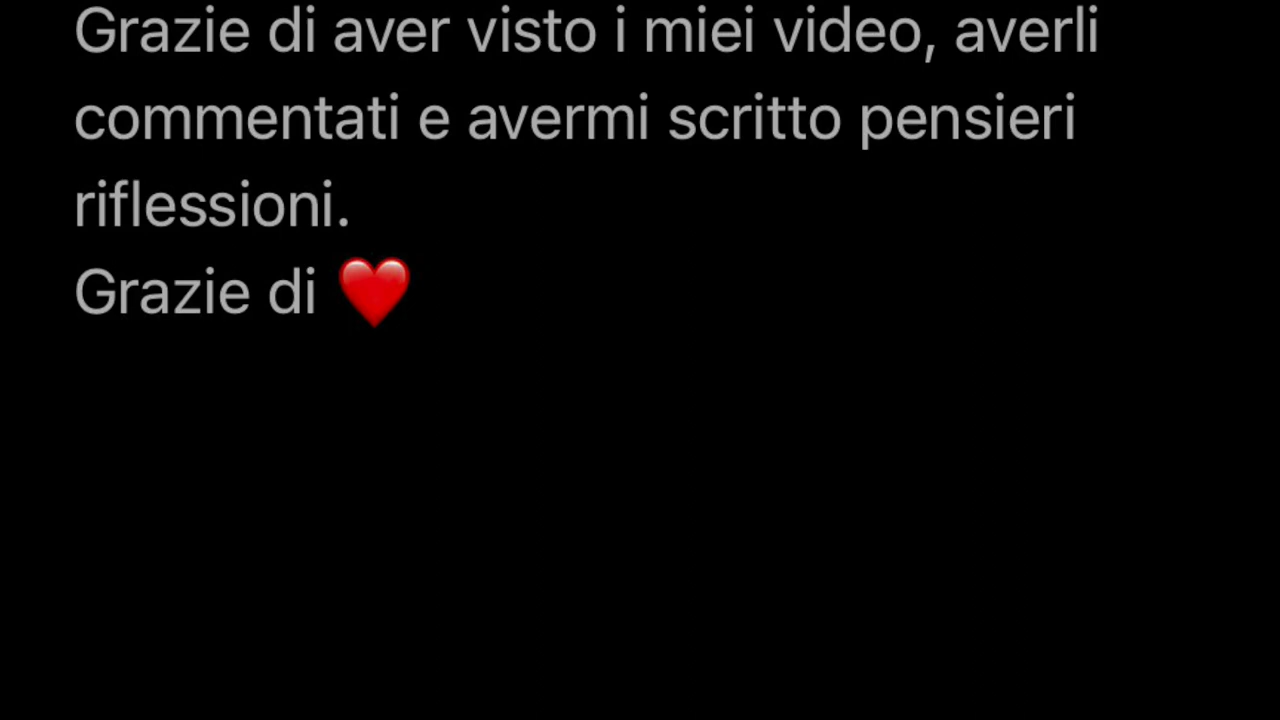 Grazie di aver visto i miei video, averli
commentati e avermi scritto pensieri
riflessioni.
Grazie di ❤️